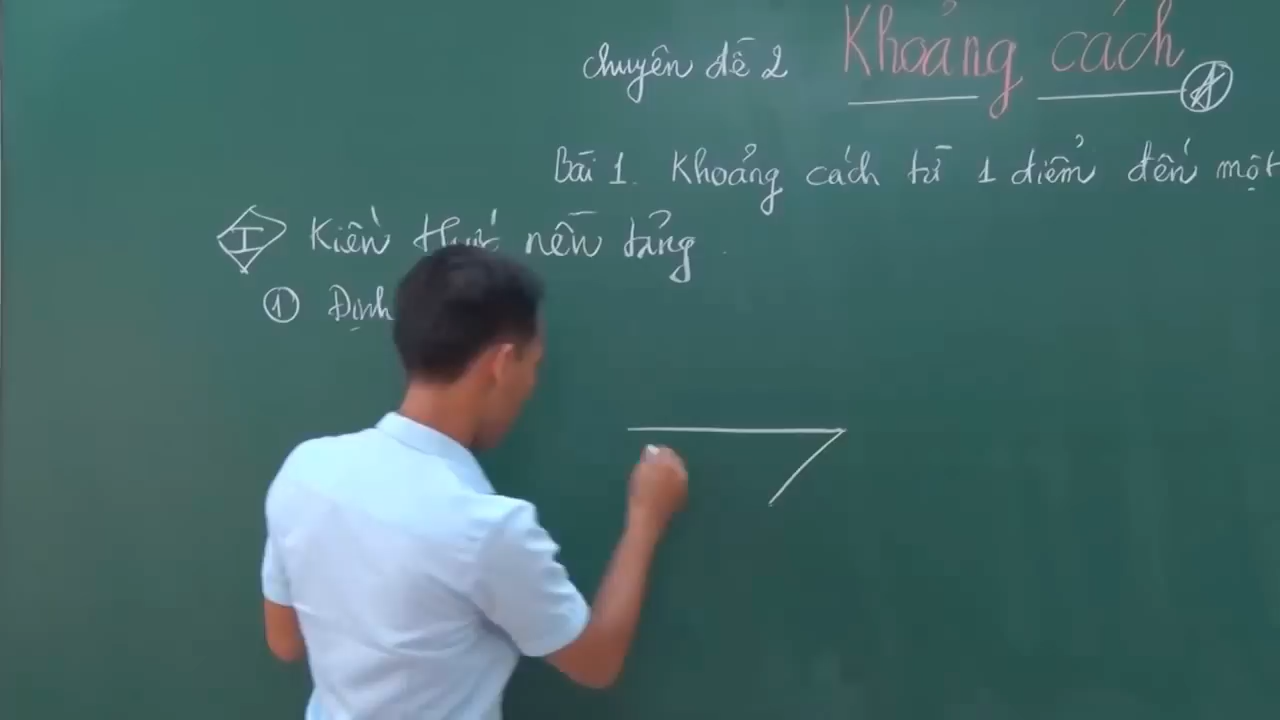 Chuyên đề 2 Khoảng cách
Bài 1. Khoảng cách từ 1 điểm đến một
I Kiến thức nền tảng.
1 Định